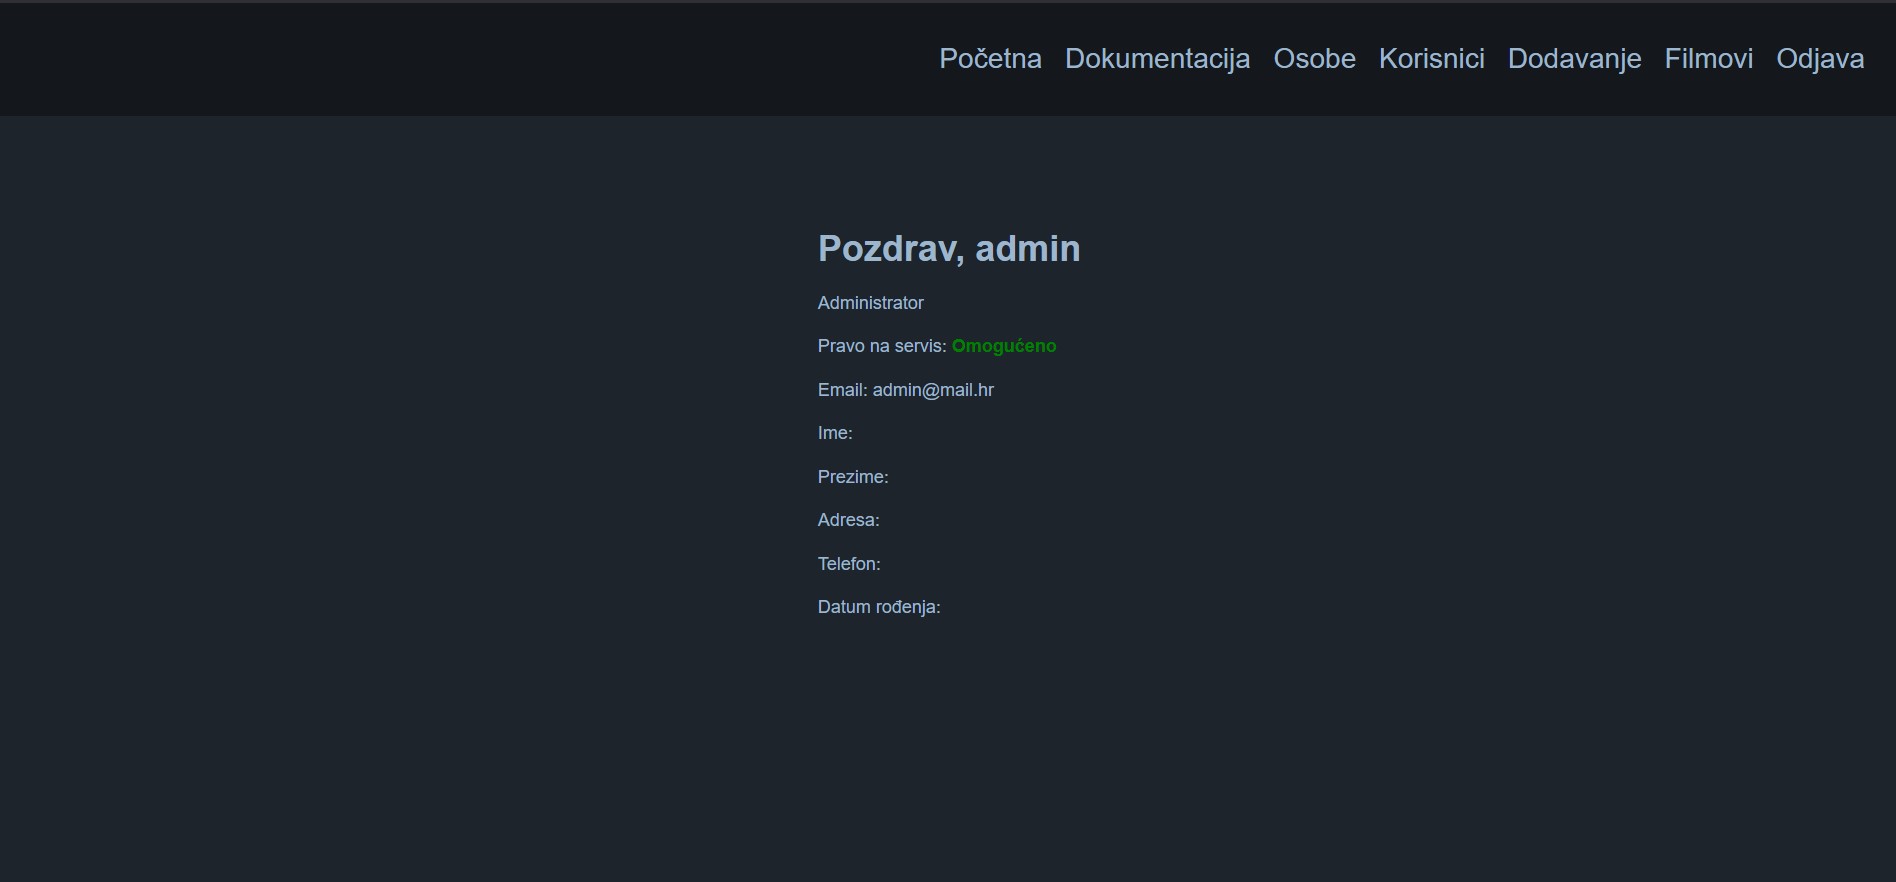 Početna Dokumentacija Osobe Korisnici Dodavanje Filmovi Odjava
Pozdrav, admin
Administrator
Pravo na servis: Omogućeno
Email: admin@mail.hr
Ime:
Prezime:
Adresa:
Telefon:
Datum rođenja: